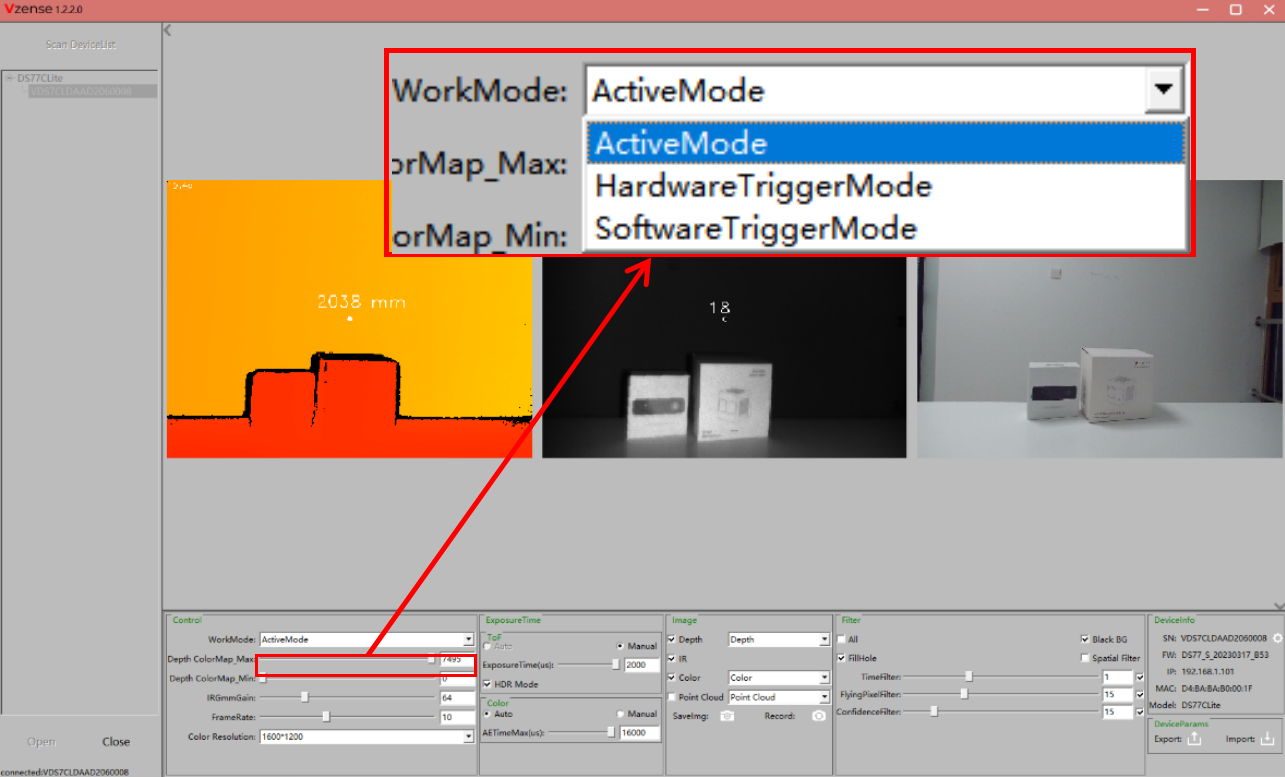 Vzense 1.2.2.0
Scan DeviceList
DS77CLite
VDS7CLDAAD2060008
WorkMode: ActiveMode
ActiveMode
orMap_Max:
HardwareTriggerMode
orMap_Min:
SoftwareTriggerMode
2038 mm
18
Control
WorkMode: ActiveMode
Depth ColorMap_Max: 7495
Depth ColorMap_Min: 0
IRGmmGain: 64
FrameRate: 10
Color Resolution: 1600*1200
ExposureTime
ToF
Auto Manual
ExposureTime(us): 2000
HDR Mode
Color
Auto Manual
AETimeMax(us): 16000
Image
Depth Depth
IR
Color Color
Point Cloud Point Cloud
SaveImg: Record:
Filter
All Black BG
FillHole Spatial Filter
TimeFilter: 1
FlyingPixelFilter: 15
ConfidenceFilter: 15
DeviceInfo
SN: VDS7CLDAAD2060008
FW: DS77_S_20230317_B53
IP: 192.168.1.101
MAC: D4:BA:BA:B0:00:1F
Model: DS77CLite
DeviceParams
Export: Import:
Open Close
connected:VDS7CLDAAD2060008